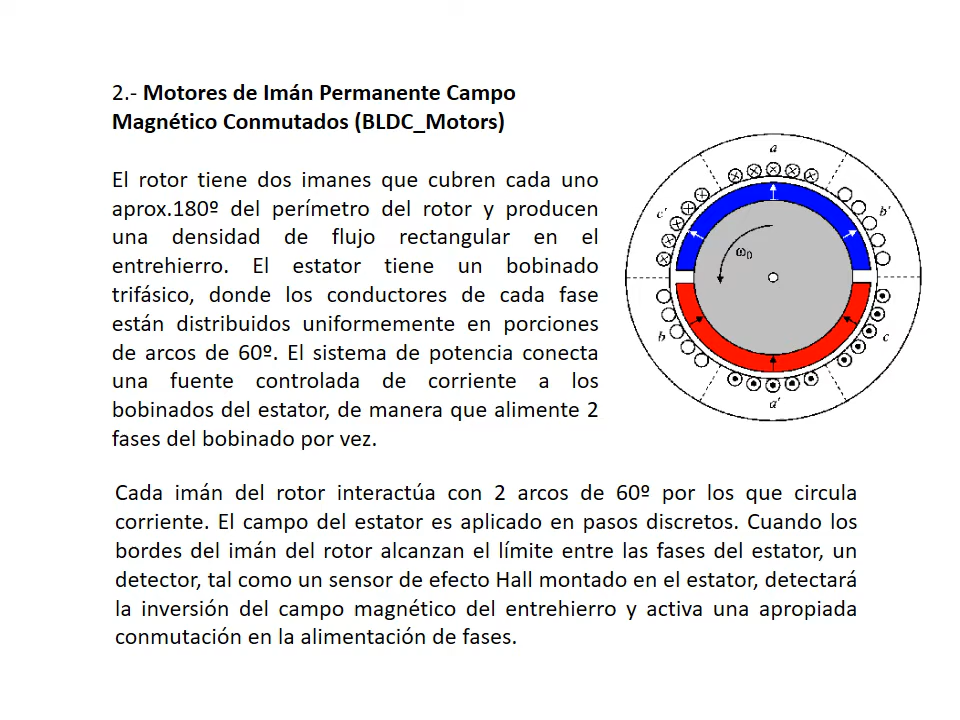 2.- Motores de Imán Permanente Campo
Magnético Conmutados (BLDC_Motors)
El rotor tiene dos imanes que cubren cada uno
aprox.180º del perímetro del rotor y producen
una densidad de flujo rectangular en el
entrehierro. El estator tiene un bobinado
trifásico, donde los conductores de cada fase
están distribuidos uniformemente en porciones
de arcos de 60º. El sistema de potencia conecta
una fuente controlada de corriente a los
bobinados del estator, de manera que alimente 2
fases del bobinado por vez.
a
c'
b'
ω0
b
c
a'
Cada imán del rotor interactúa con 2 arcos de 60º por los que circula
corriente. El campo del estator es aplicado en pasos discretos. Cuando los
bordes del imán del rotor alcanzan el límite entre las fases del estator, un
detector, tal como un sensor de efecto Hall montado en el estator, detectará
la inversión del campo magnético del entrehierro y activa una apropiada
conmutación en la alimentación de fases.